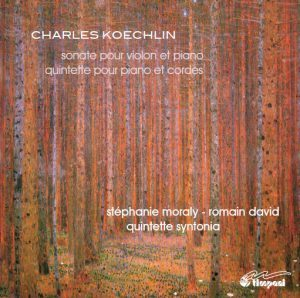 CHARLES KOECHLIN
sonate pour violon et piano
quintette pour piano et cordes
stéphanie moraly - romain david
quintette syntonia
timpani